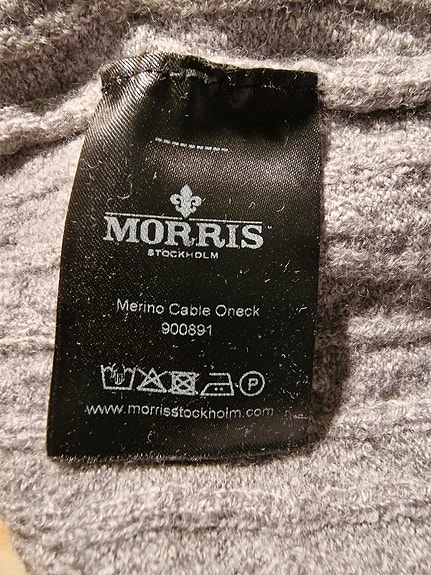 MORRIS
STOCKHOLM
Merino Cable Oneck
900891
P
www.morrisstockholm.com